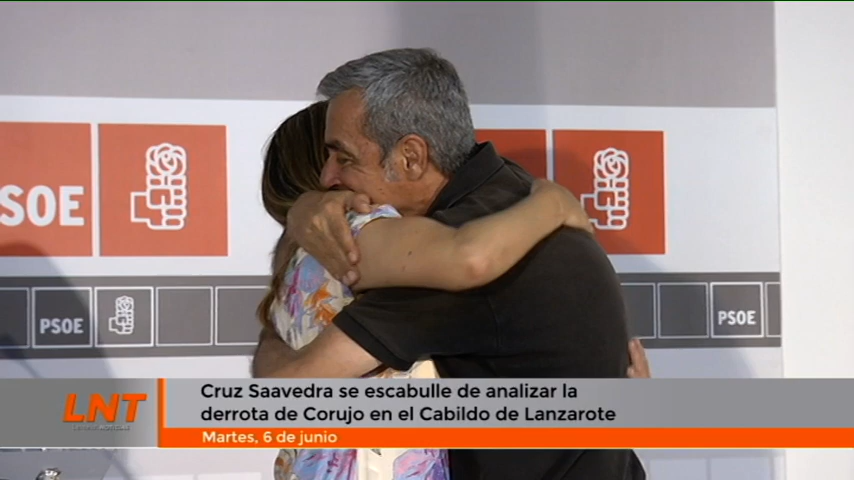 PSOE
PSOE
PSOE
LNT
Cruz Saavedra se escabulle de analizar la
derrota de Corujo en el Cabildo de Lanzarote
Martes, 6 de junio